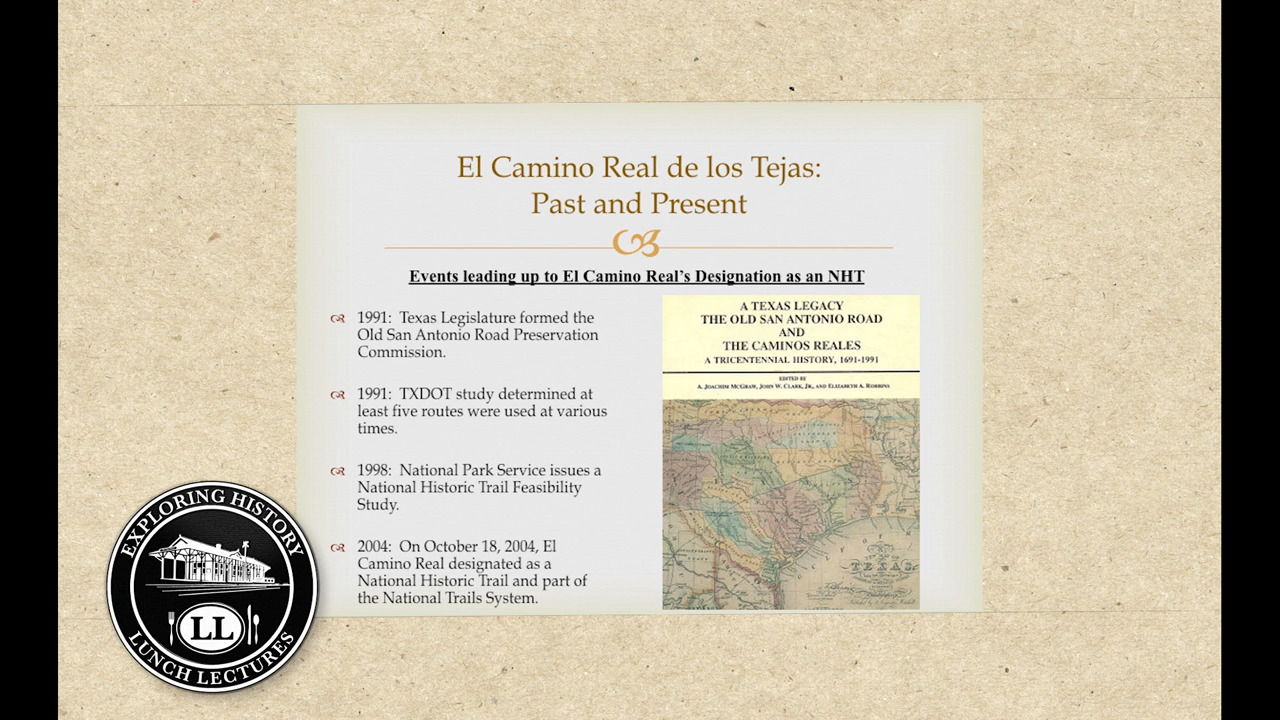 El Camino Real de los Tejas:
Past and Present
Events leading up to El Camino Real's Designation as an NHT
1991: Texas Legislature formed the
Old San Antonio Road Preservation
Commission.
1991: TXDOT study determined at
least five routes were used at various
times.
1998: National Park Service issues a
National Historic Trail Feasibility
Study.
2004: On October 18, 2004, El
Camino Real designated as a
National Historic Trail and part of
the National Trails System.
A TEXAS LEGACY
THE OLD SAN ANTONIO ROAD
AND
THE CAMINOS REALES
A TRICENTENNIAL HISTORY, 1691-1991
EDITED BY
A. JOACHIM MCGRAW, JOHN W. CLARK, JR., AND ELIZABETH A. ROBBINS
TEXAS
EXPLORING HISTORY
LL
LUNCH LECTURES